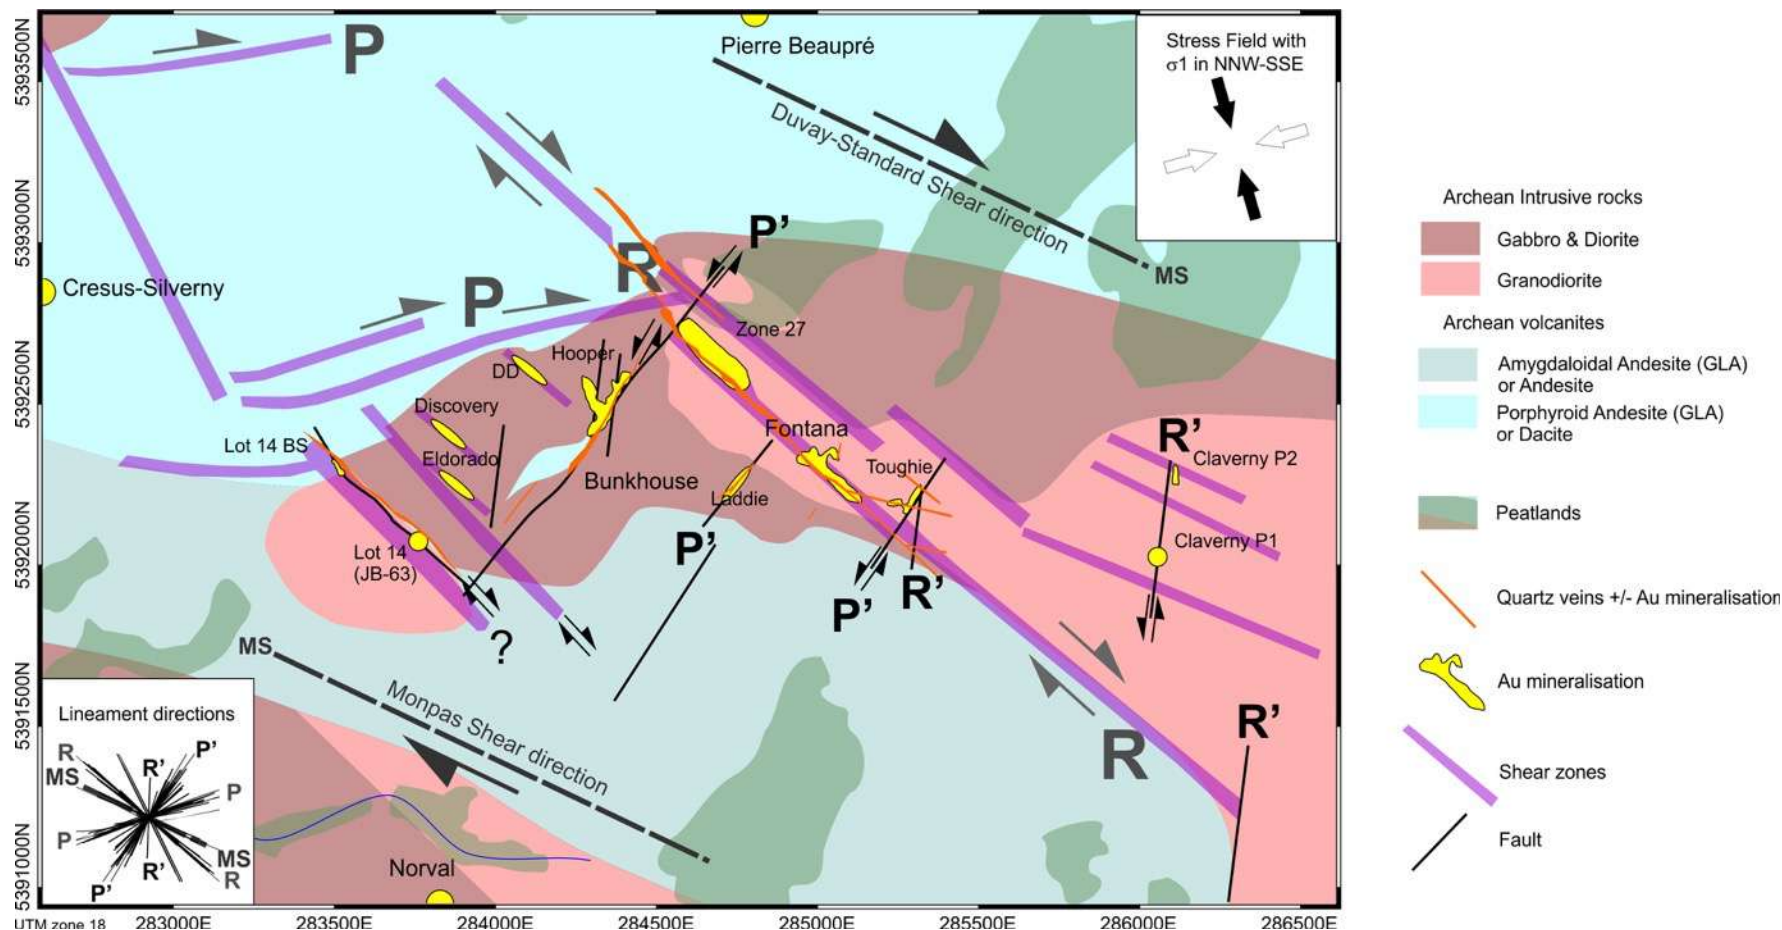 5393500N
5393000N
5392500N
5392000N
5391500N
5391000N
P
Pierre Beaupré
Duvay-Standard Shear direction
MS
Stress Field with
σ1 in NNW-SSE
Cresus-Silverny
P
R
P'
Zone 27
Hooper
DD
Discovery
Lot 14 BS
Eldorado
Bunkhouse
Fontana
Laddie
Toughie
R'
Claverny P2
Claverny P1
Lot 14
(JB-63)
P'
P'
R'
?
MS
Monpas Shear direction
R
R'
Norval
Lineament directions
R
MS
R'
P'
P
P
R'
P'
MS
R
UTM zone 18
283000E
283500E
284000E
284500E
285000E
285500E
286000E
286500E
Archean Intrusive rocks
Gabbro & Diorite
Granodiorite
Archean volcanites
Amygdaloidal Andesite (GLA)
or Andesite
Porphyroid Andesite (GLA)
or Dacite
Peatlands
Quartz veins +/- Au mineralisation
Au mineralisation
Shear zones
Fault